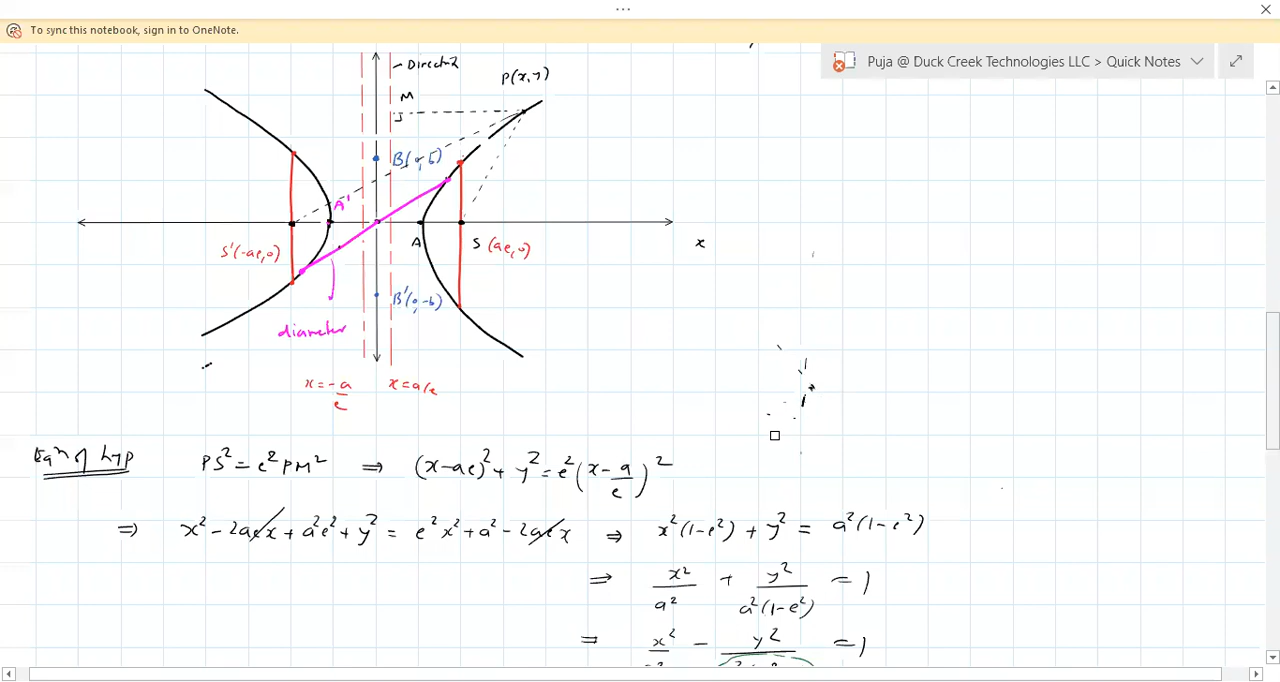 To sync this notebook, sign in to OneNote.
Puja @ Duck Creek Technologies LLC > Quick Notes
P(x,y)
M
B(0,b)
A'
A
S (ae,0)
S'(-ae,0)
x
B'(0,-b)
diameter
x=-a/e
x=a/e
Eqn of hyp PS²=e²PM² ⇒ (x-ae)²+y²=e²(x-a/e)²
⇒ x²-2aex+a²e²+y² = e²x²+a²-2aex ⇒ x²(1-e²)+y² = a²(1-e²)
⇒ x²/a² + y²/a²(1-e²) =1
⇒ x² - y² =1